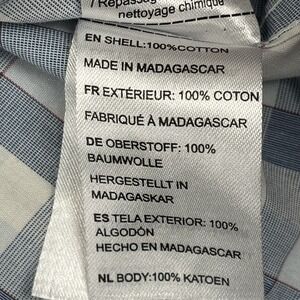 / Repassage
nettoyage chimique
EN SHELL:100%COTTON
MADE IN MADAGASCAR
FR EXTÉRIEUR: 100% COTON
FABRIQUÉ À MADAGASCAR
DE OBERSTOFF: 100%
BAUMWOLLE
HERGESTELLT IN
MADAGASKAR
ES TELA EXTERIOR: 100%
ALGODÓN
HECHO EN MADAGASCAR
NL BODY:100% KATOEN